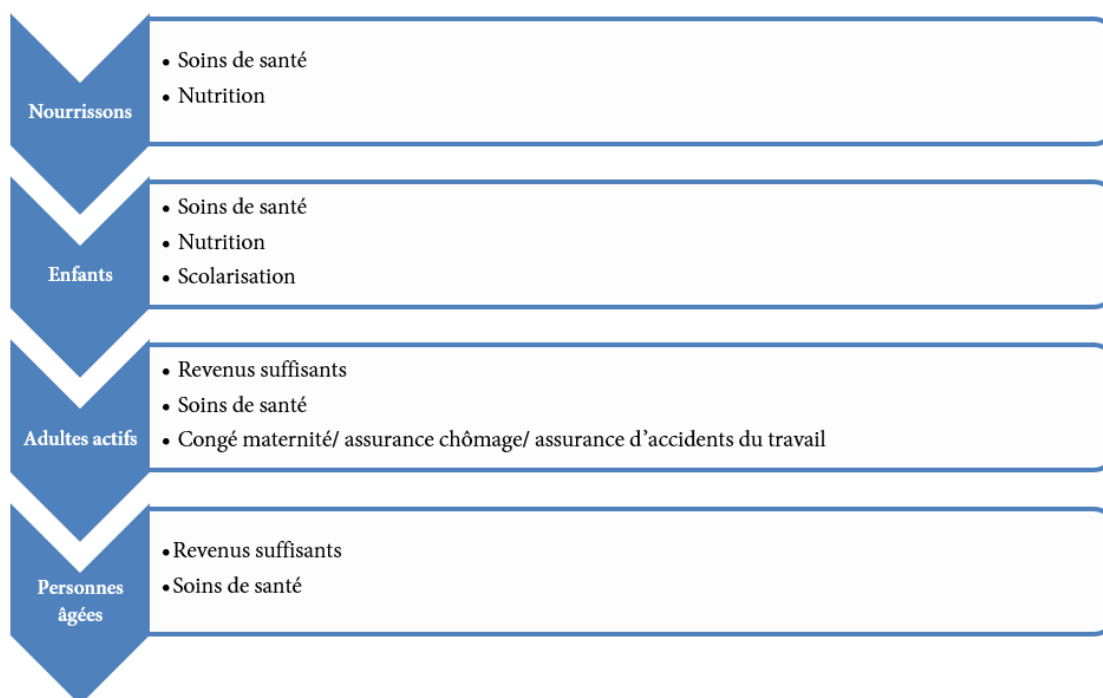 Nourrissons
• Soins de santé
• Nutrition
Enfants
• Soins de santé
• Nutrition
• Scolarisation
Adultes actifs
• Revenus suffisants
• Soins de santé
• Congé maternité/ assurance chômage/ assurance d’accidents du travail
Personnes
âgées
•Revenus suffisants
•Soins de santé